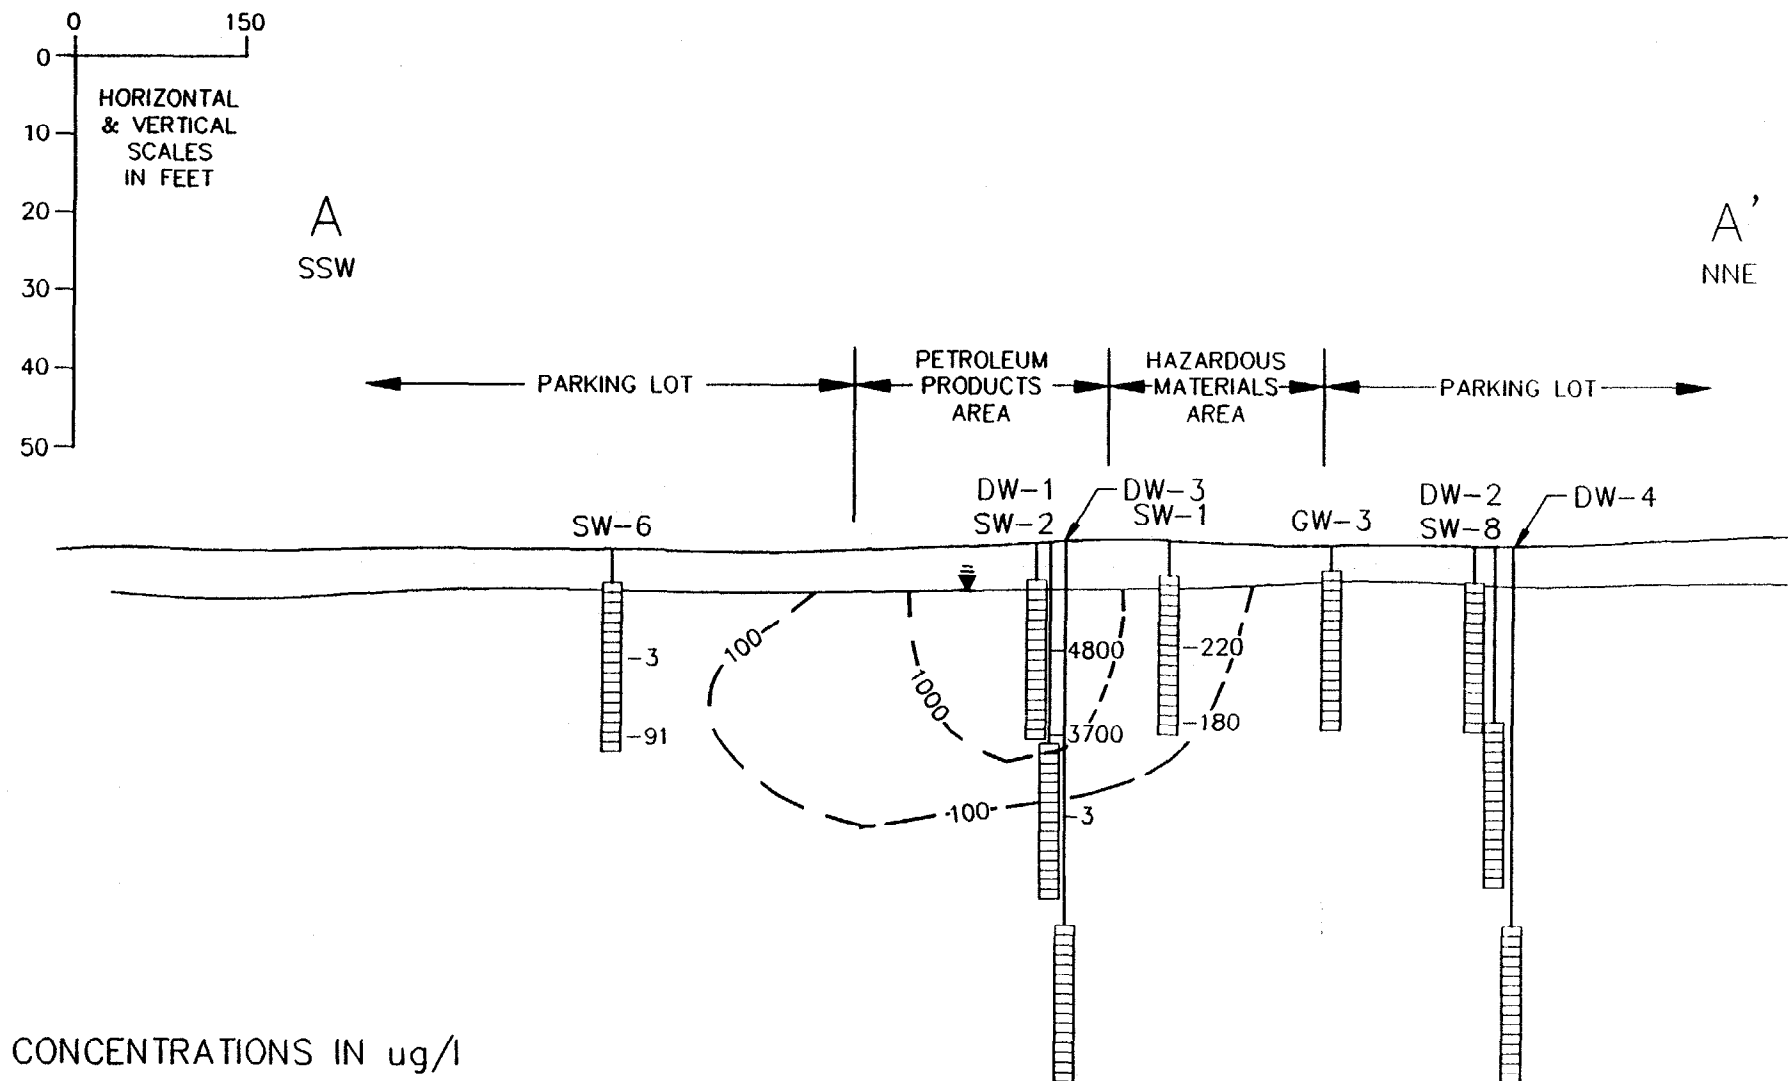 0 150
0
HORIZONTAL
& VERTICAL
SCALES
IN FEET
10
20
30
40
50
A
SSW
A'
NNE
PARKING LOT
PETROLEUM
PRODUCTS
AREA
HAZARDOUS
MATERIALS
AREA
PARKING LOT
SW-6
DW-1
SW-2
DW-3
SW-1
GW-3
DW-2
SW-8
DW-4
100
1000
100
-3
-91
4800
3700
-3
-220
-180
CONCENTRATIONS IN ug/l